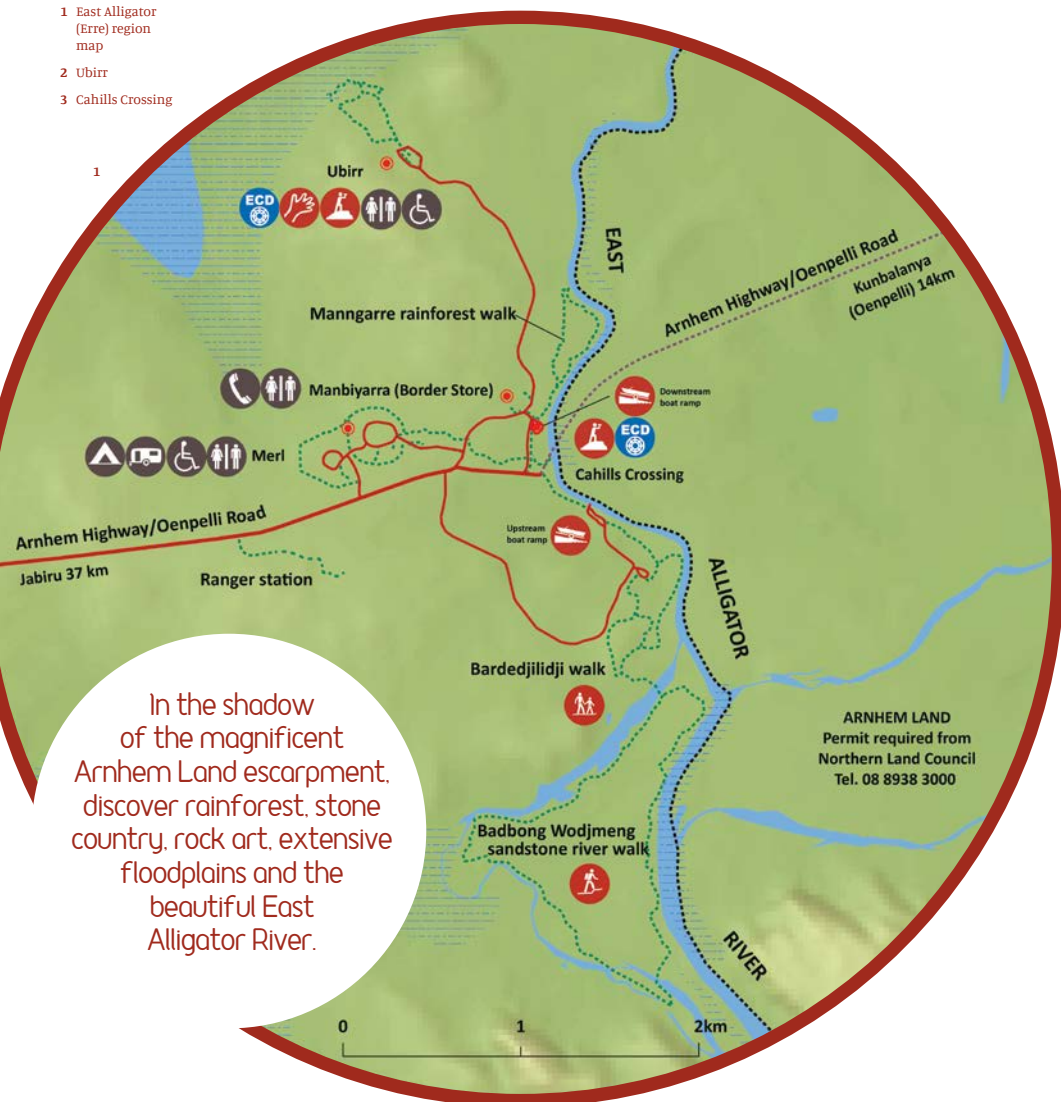 1 East Alligator
(Erre) region
map
2 Ubirr
3 Cahills Crossing
1
Ubirr
ECD
EAST
Arnhem Highway/Oenpelli Road
Kunbalanya
(Oenpelli) 14km
Manngarre rainforest walk
Manbiyarra (Border Store)
Downstream
boat ramp
ECD
Cahills Crossing
Merl
Arnhem Highway/Oenpelli Road
Jabiru 37 km
Ranger station
Upstream
boat ramp
ALLIGATOR
Bardedjilidji walk
In the shadow
of the magnificent
Arnhem Land escarpment,
discover rainforest, stone
country, rock art, extensive
floodplains and the
beautiful East
Alligator River.
ARNHEM LAND
Permit required from
Northern Land Council
Tel. 08 8938 3000
Badbong Wodjmeng
sandstone river walk
RIVER
0 1 2km